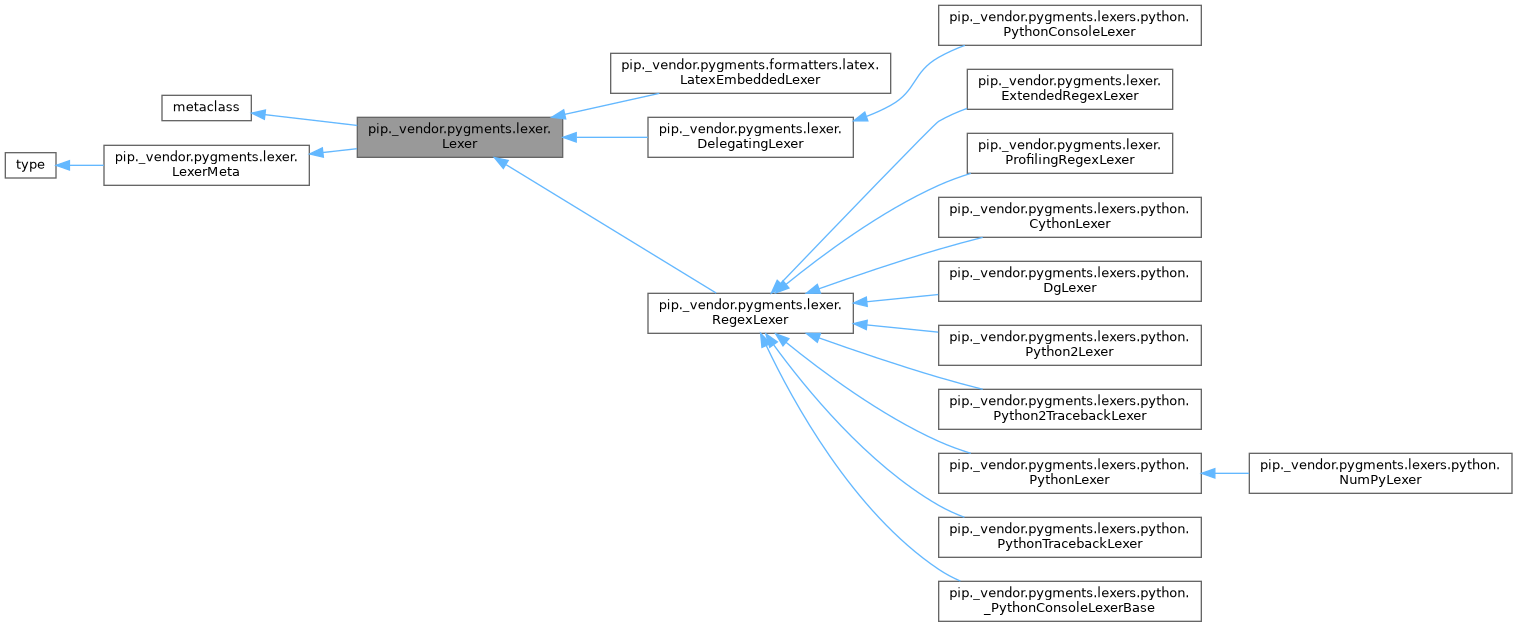 type
metaclass
pip._vendor.pygments.lexer.
LexerMeta
pip._vendor.pygments.lexer.
Lexer
pip._vendor.pygments.formatters.latex.
LatexEmbeddedLexer
pip._vendor.pygments.lexer.
DelegatingLexer
pip._vendor.pygments.lexer.
RegexLexer
pip._vendor.pygments.lexers.python.
PythonConsoleLexer
pip._vendor.pygments.lexer.
ExtendedRegexLexer
pip._vendor.pygments.lexer.
ProfilingRegexLexer
pip._vendor.pygments.lexers.python.
CythonLexer
pip._vendor.pygments.lexers.python.
DgLexer
pip._vendor.pygments.lexers.python.
Python2Lexer
pip._vendor.pygments.lexers.python.
Python2TracebackLexer
pip._vendor.pygments.lexers.python.
PythonLexer
pip._vendor.pygments.lexers.python.
PythonTracebackLexer
pip._vendor.pygments.lexers.python.
_PythonConsoleLexerBase
pip._vendor.pygments.lexers.python.
NumPyLexer